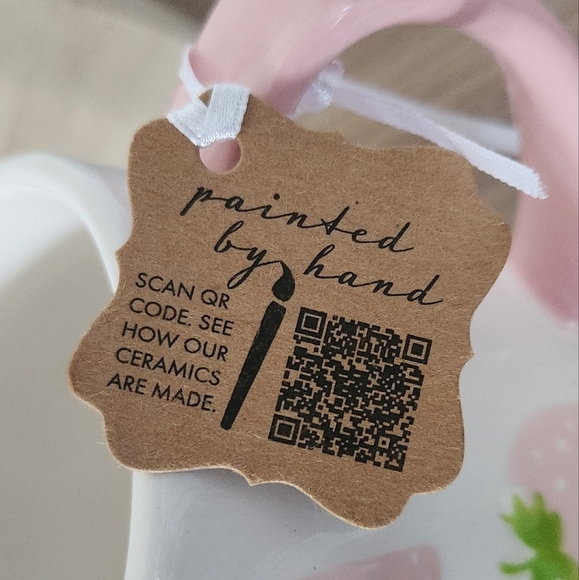 painted
by hand
SCAN QR
CODE. SEE
HOW OUR
CERAMICS
ARE MADE.